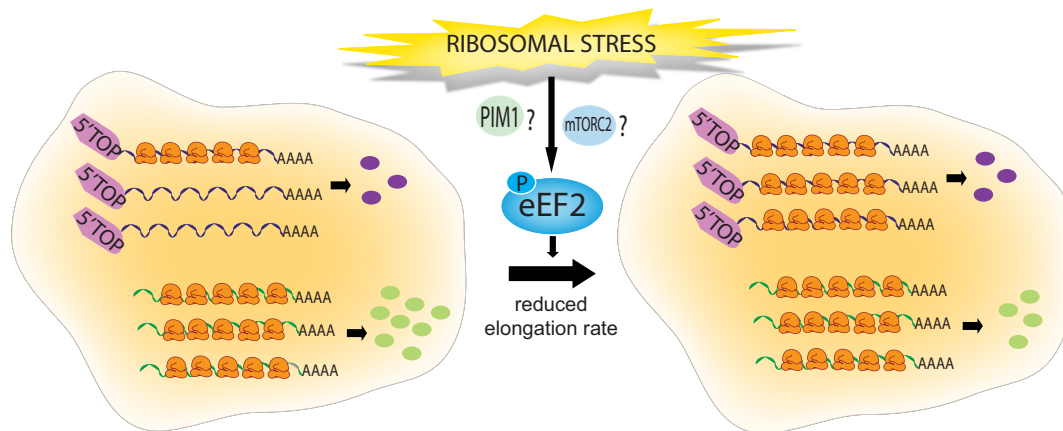 RIBOSOMAL STRESS
PIM1 ?
mTORC2 ?
P
eEF2
reduced
elongation rate
5'TOP
AAAA
5'TOP
AAAA
5'TOP
AAAA
AAAA
AAAA
AAAA
5'TOP
AAAA
5'TOP
AAAA
5'TOP
AAAA
AAAA
AAAA
AAAA